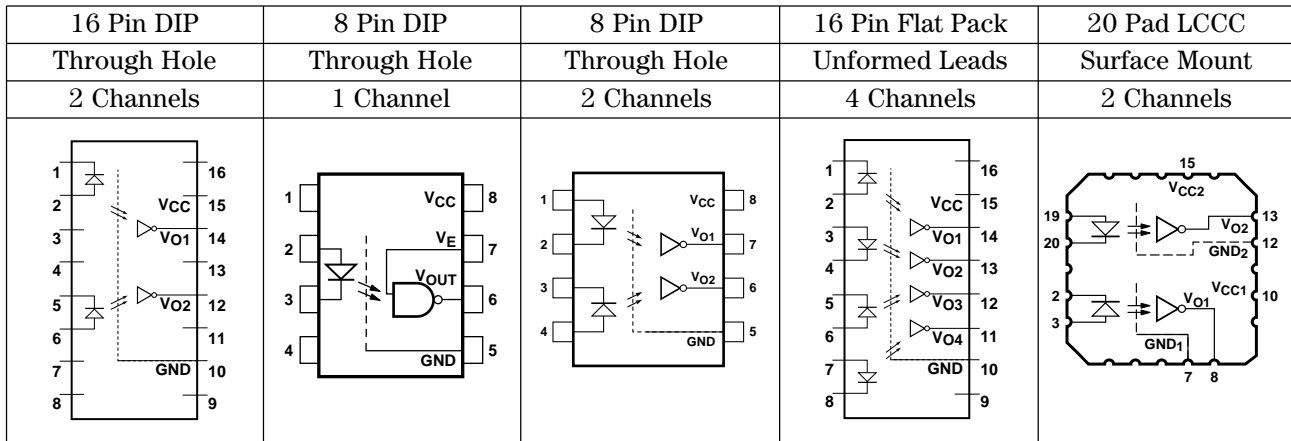 16 Pin DIP
8 Pin DIP
8 Pin DIP
16 Pin Flat Pack
20 Pad LCCC
Through Hole
Through Hole
Through Hole
Unformed Leads
Surface Mount
2 Channels
1 Channel
2 Channels
4 Channels
2 Channels
1
16
2
VCC
15
3
VO1
14
4
13
5
VO2
12
6
11
7
GND
10
8
9
1
VCC
8
2
VE
7
VOUT
3
6
4
GND
5
1
VCC
8
2
VO1
7
3
VO2
6
4
GND
5
1
16
2
VCC
15
3
VO1
14
4
VO2
13
5
VO3
12
6
VO4
11
7
GND
10
8
9
15
VCC2
19
13
VO2
20
12
GND2
2
VCC1
10
VO1
3
GND1
7
8